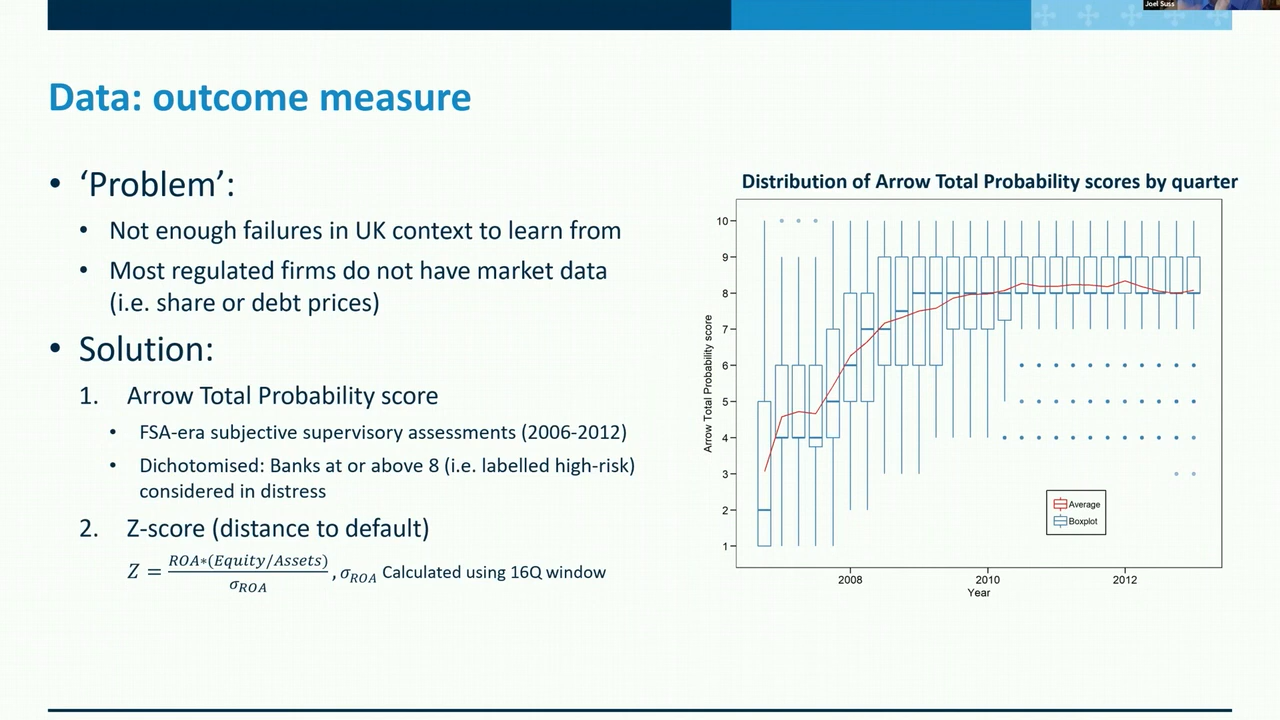 Joel Suss
Data: outcome measure
• ‘Problem’:
• Not enough failures in UK context to learn from
• Most regulated firms do not have market data
(i.e. share or debt prices)
• Solution:
1. Arrow Total Probability score
• FSA-era subjective supervisory assessments (2006-2012)
• Dichotomised: Banks at or above 8 (i.e. labelled high-risk)
considered in distress
2. Z-score (distance to default)
Z = ROA∗(Equity/Assets) / σ_ROA , σ_ROA Calculated using 16Q window
Distribution of Arrow Total Probability scores by quarter
Arrow Total Probability score
10
9
8
7
6
5
4
3
2
1
Average
Boxplot
2008 2010 2012
Year